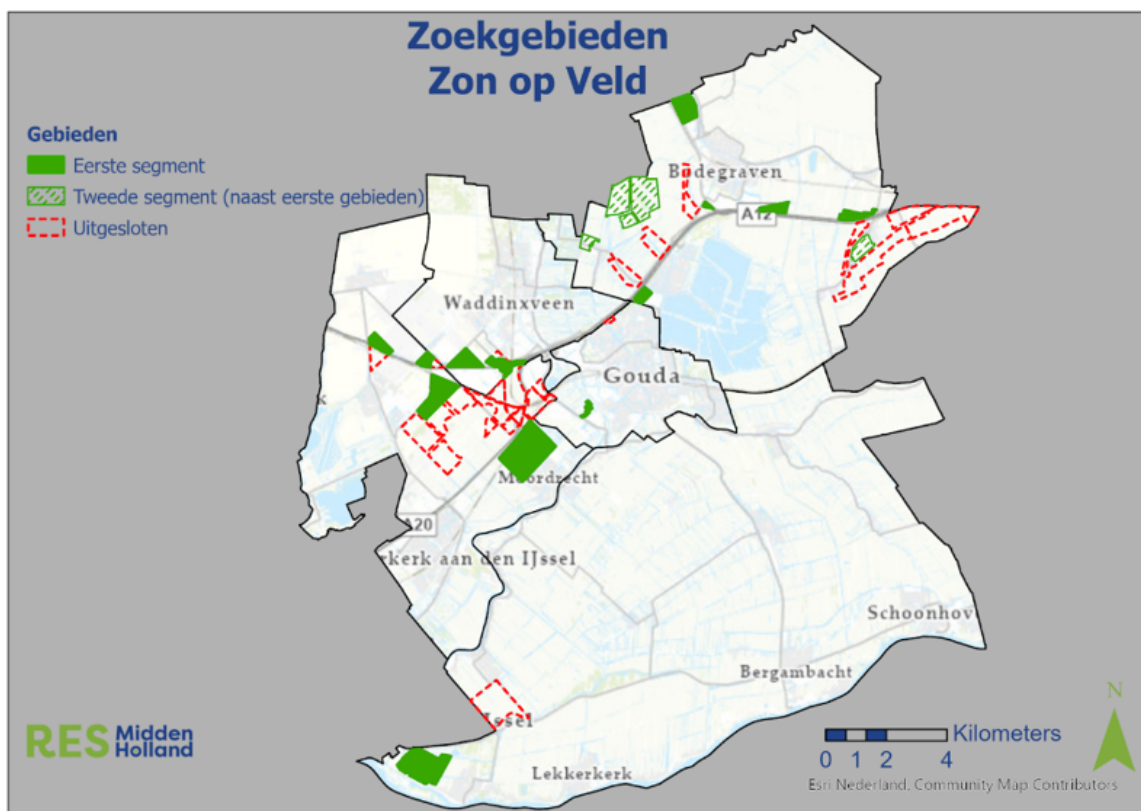 Zoekgebieden
Zon op Veld
Gebieden
Eerste segment
Tweede segment (naast eerste gebieden)
Uitgesloten
Bodegraven
A12
Waddinxveen
Gouda
Moordrecht
A20
rkerk aan den IJssel
Schoonhov
Bergambacht
IJssel
Lekkerkerk
RES Midden
Holland
N
Kilometers
0 1 2 4
Esri Nederland, Community Map Contributors